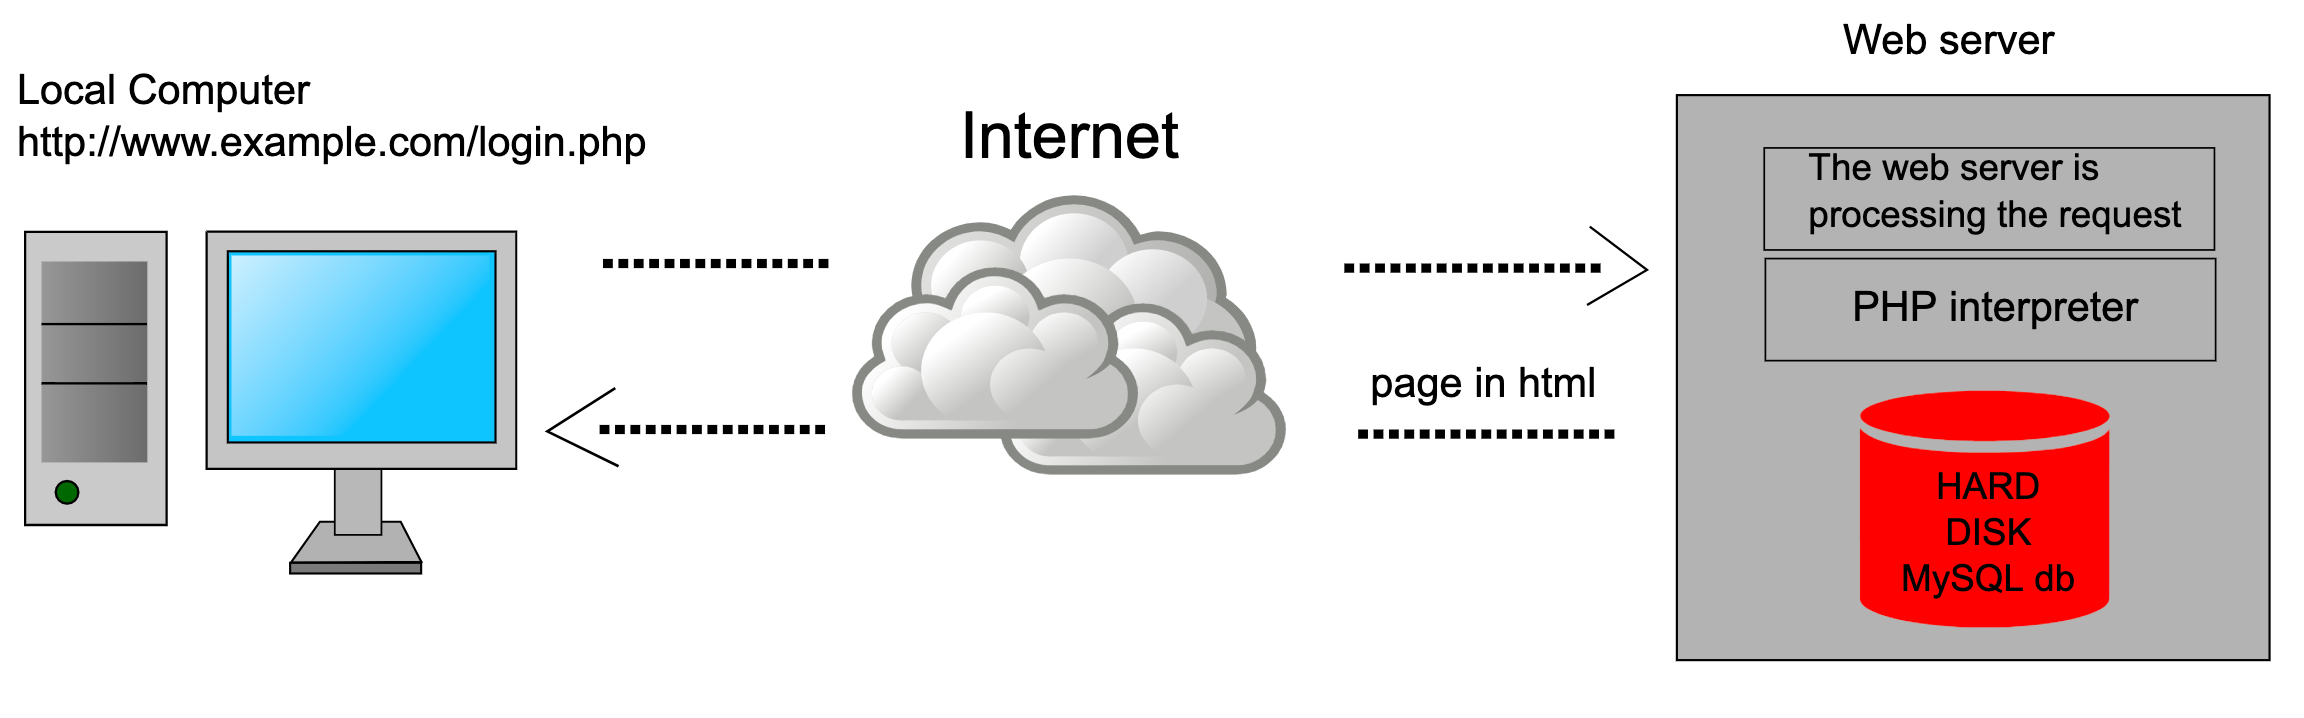 Web server
Local Computer
http://www.example.com/login.php
Internet
The web server is
processing the request
PHP interpreter
page in html
HARD
DISK
MySQL db